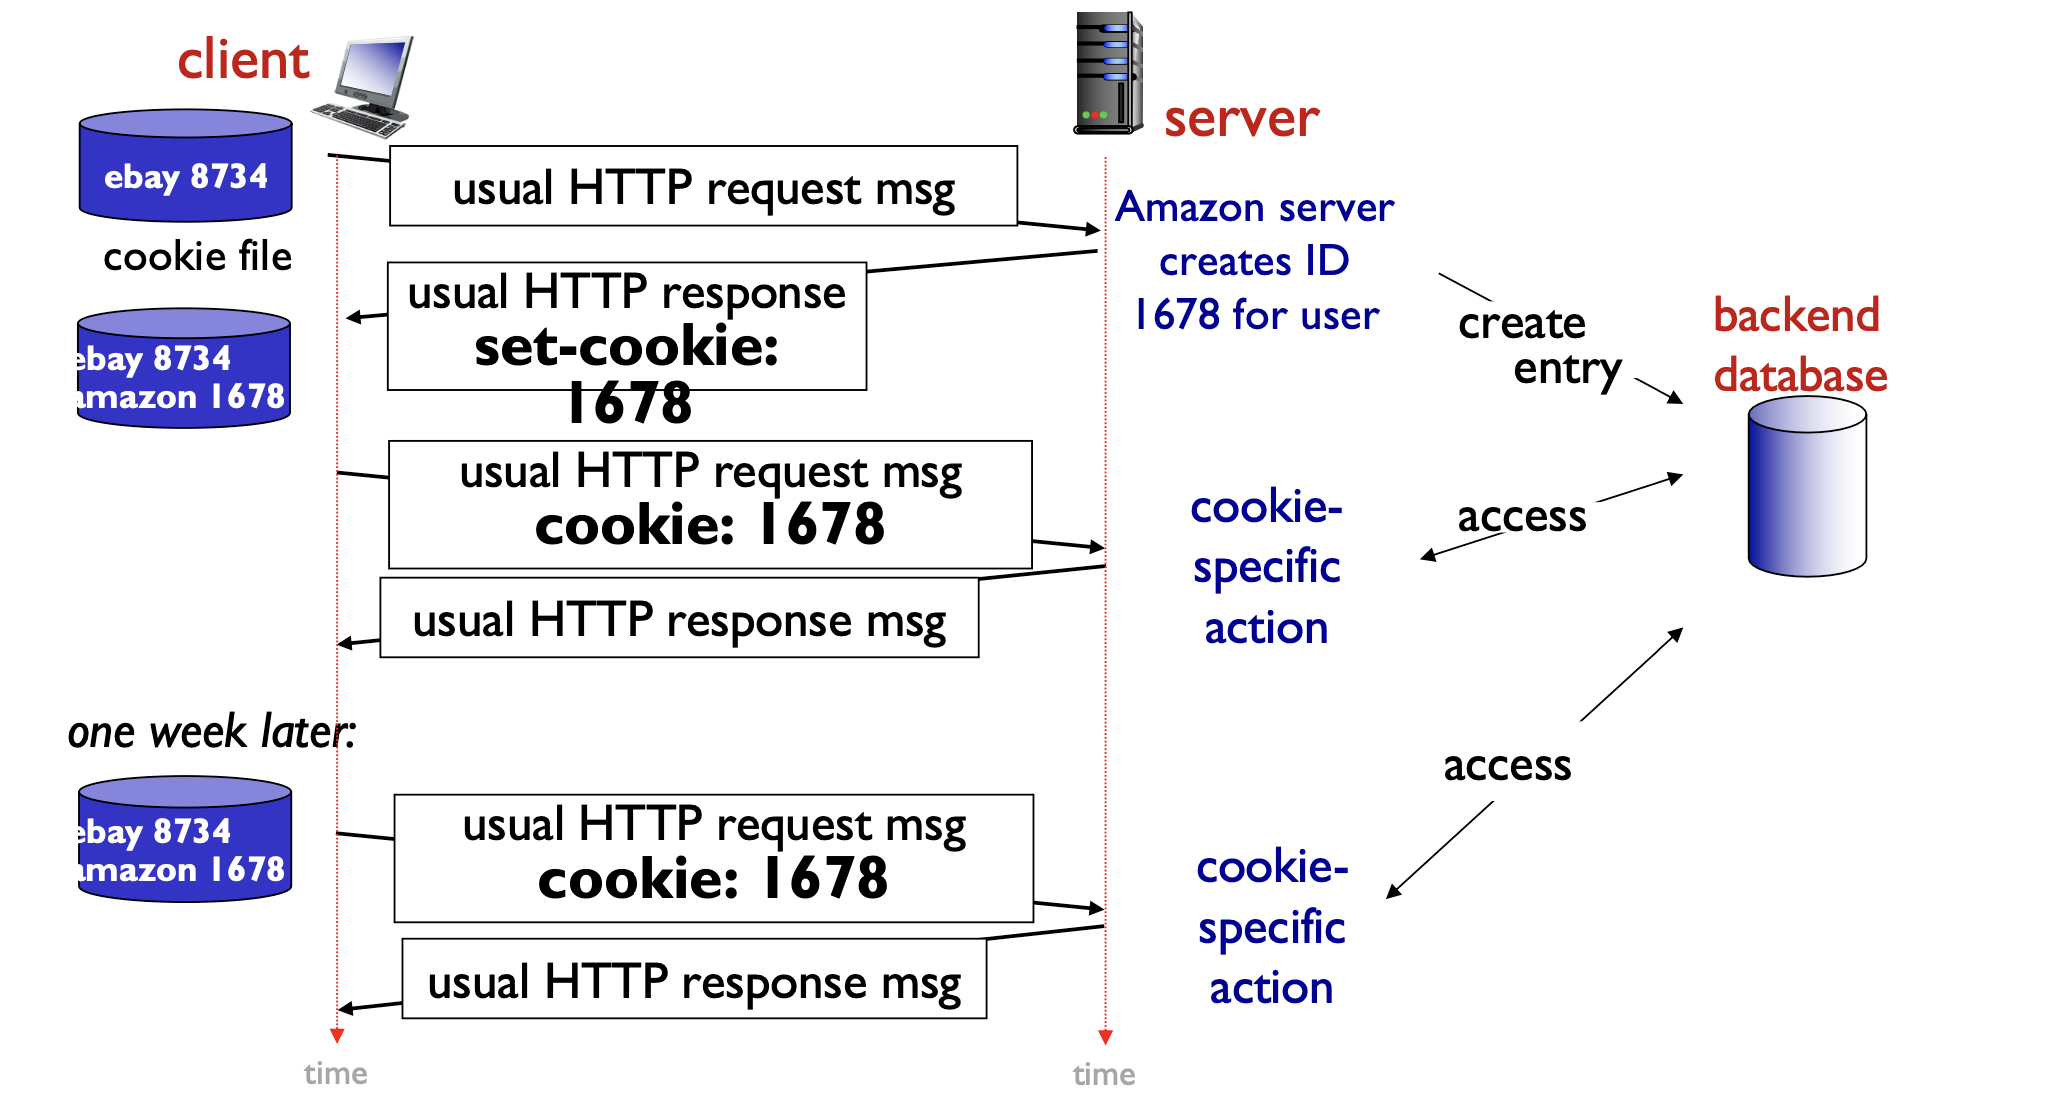 client
server
ebay 8734
usual HTTP request msg
cookie file
Amazon server
creates ID
1678 for user
usual HTTP response
set-cookie:
1678
create
entry
backend
database
ebay 8734
amazon 1678
usual HTTP request msg
cookie: 1678
cookie-
specific
action
access
usual HTTP response msg
one week later:
access
ebay 8734
amazon 1678
usual HTTP request msg
cookie: 1678
cookie-
specific
action
usual HTTP response msg
time
time